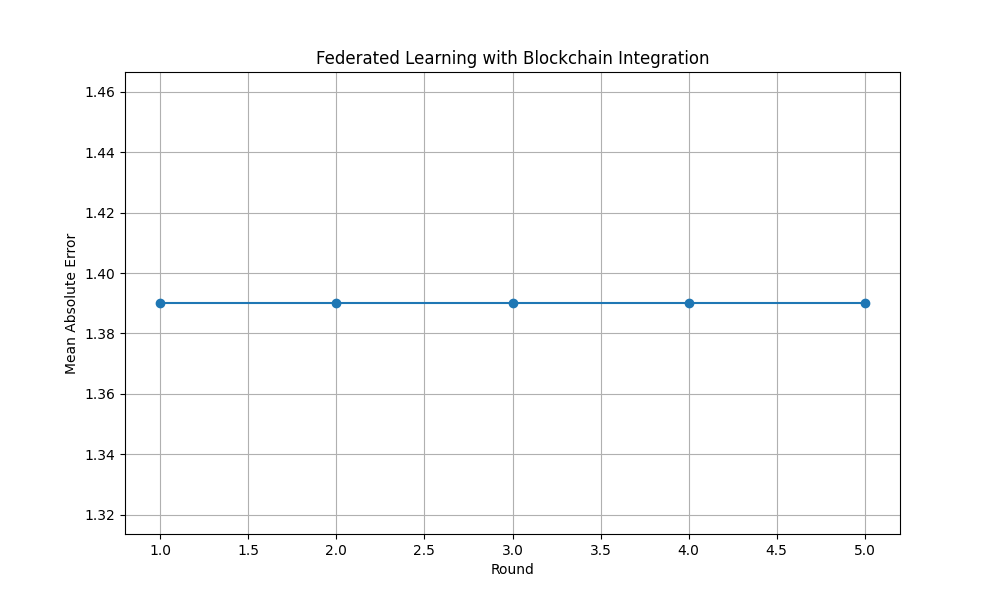 Federated Learning with Blockchain Integration
1.46
1.44
1.42
1.40
1.38
1.36
1.34
1.32
Mean Absolute Error
1.0 1.5 2.0 2.5 3.0 3.5 4.0 4.5 5.0
Round